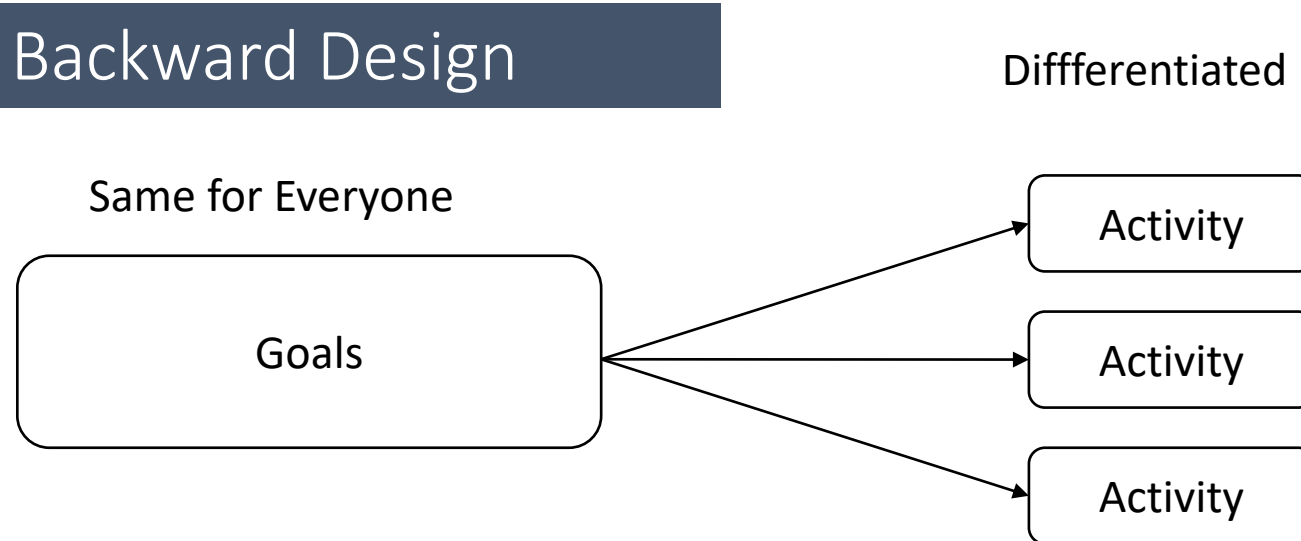 Backward Design
Diffferentiated
Same for Everyone
Goals
Activity
Activity
Activity